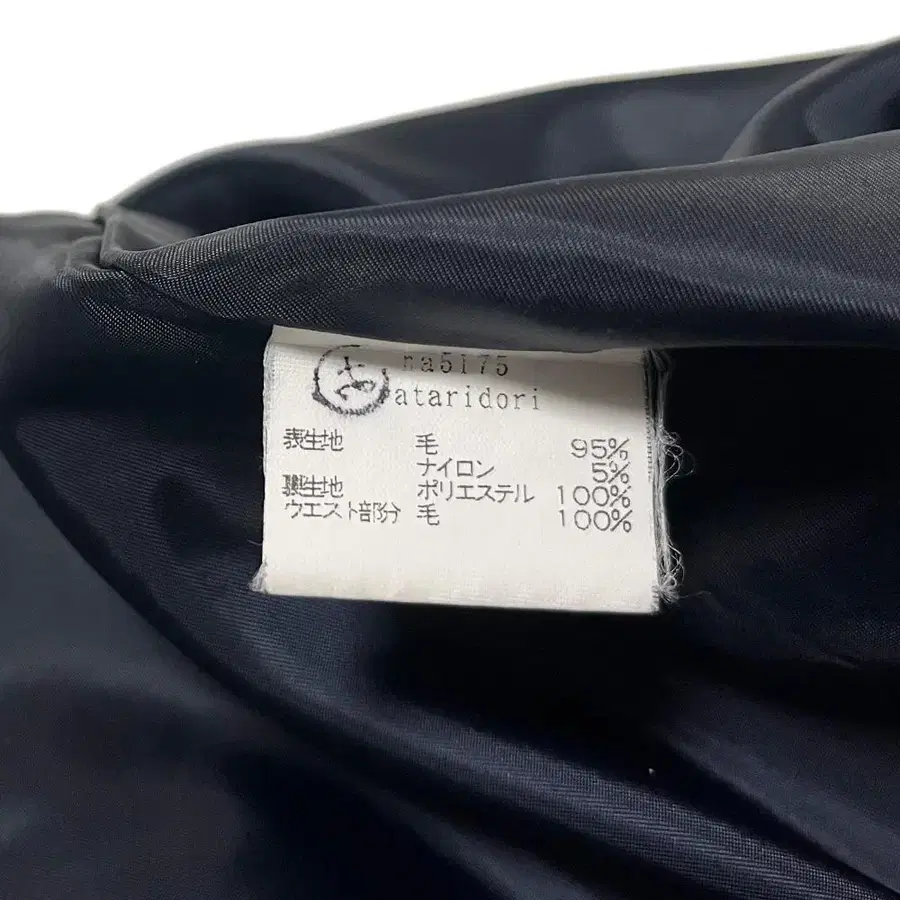 na5175
ataridori
表生地 毛 95%
ナイロン 5%
裏生地 ポリエステル 100%
ウエスト部分 毛 100%